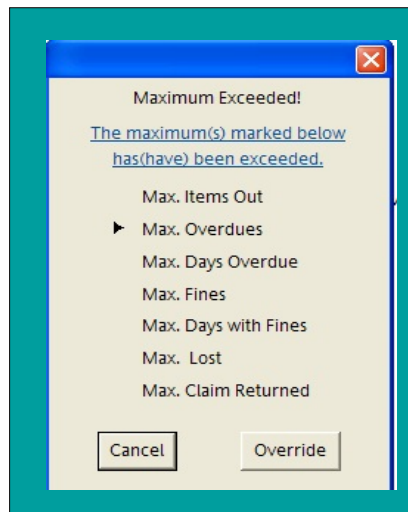 Maximum Exceeded!
The maximum(s) marked below
has(have) been exceeded.
Max. Items Out
Max. Overdues
Max. Days Overdue
Max. Fines
Max. Days with Fines
Max. Lost
Max. Claim Returned
Cancel Override